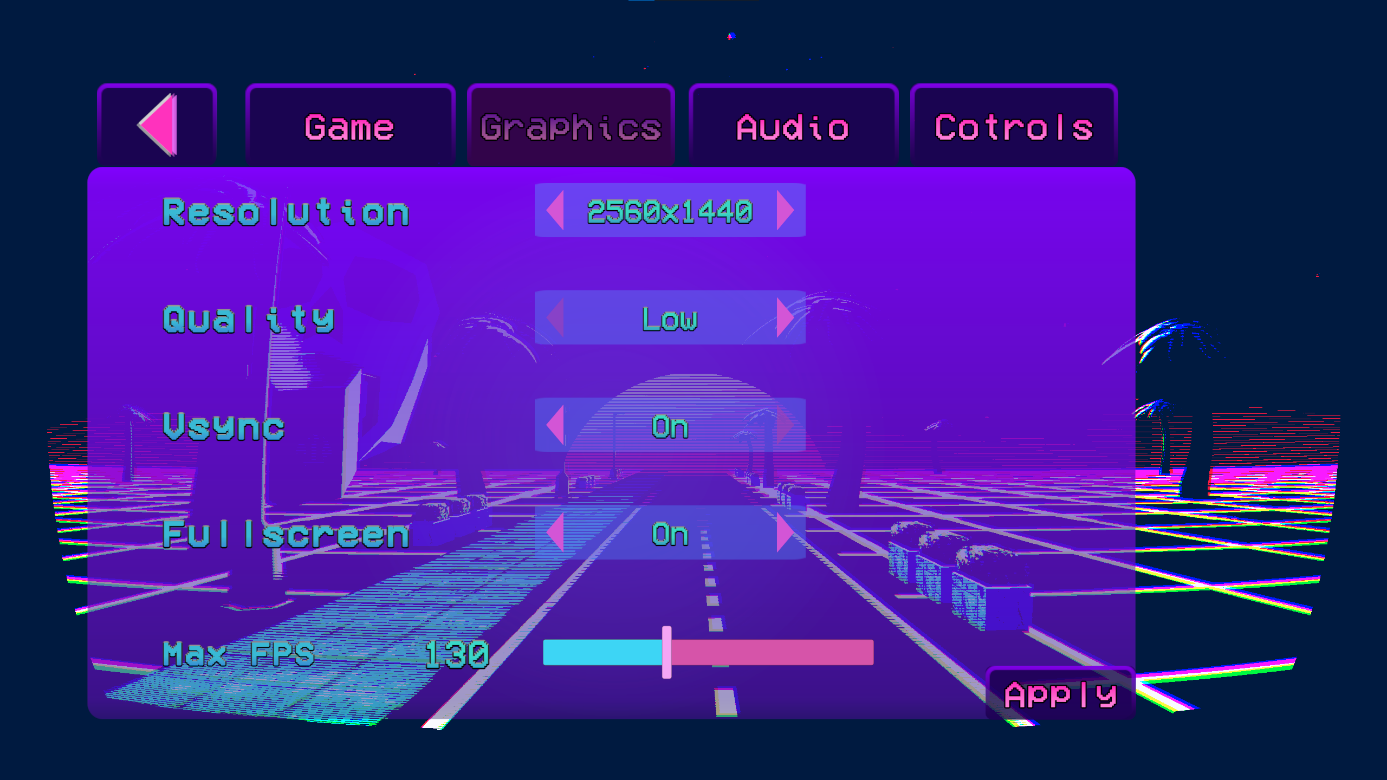 Game Graphics Audio Cotrols
Resolution 2560x1440
Quality Low
Vsync On
Fullscreen On
Max FPS 130
Apply